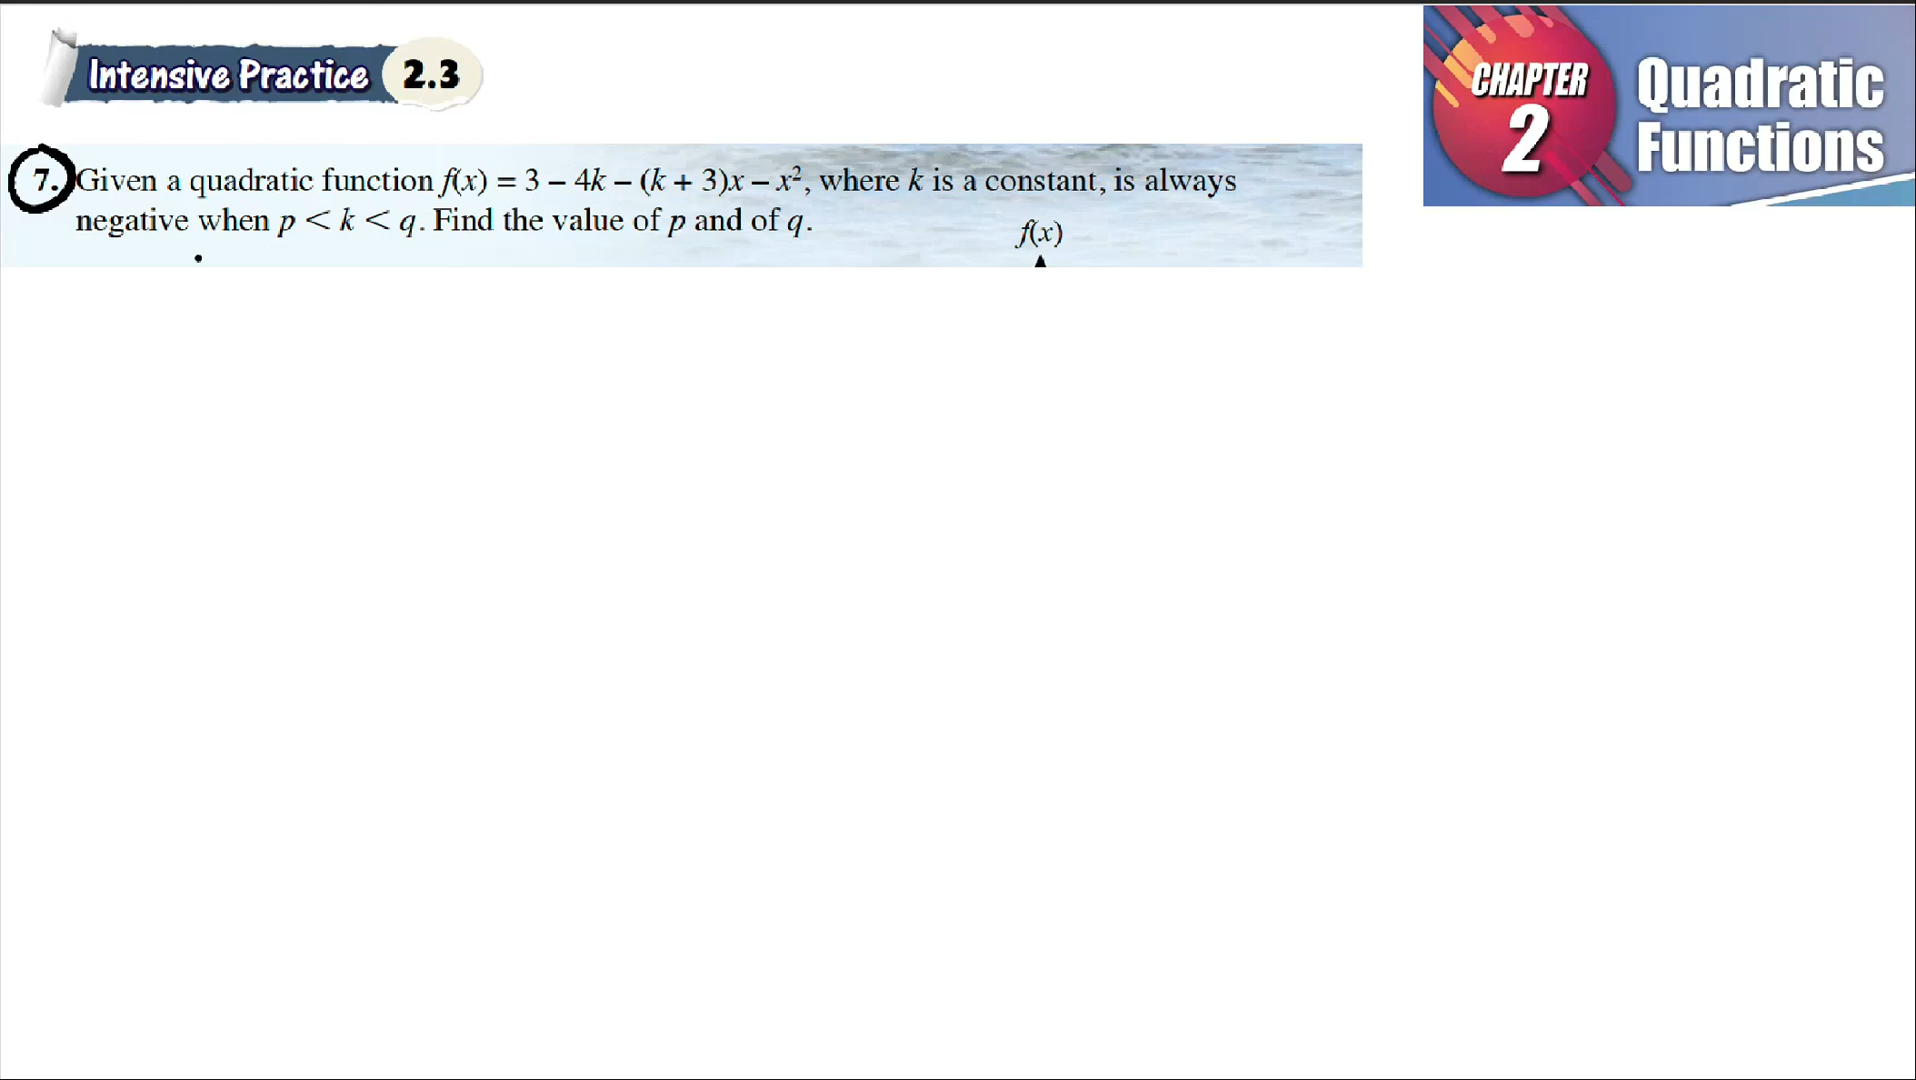 Intensive Practice 2.3
CHAPTER 2
Quadratic Functions
7. Given a quadratic function f(x) = 3 – 4k – (k + 3)x – x², where k is a constant, is always
negative when p < k < q. Find the value of p and of q.
f(x)